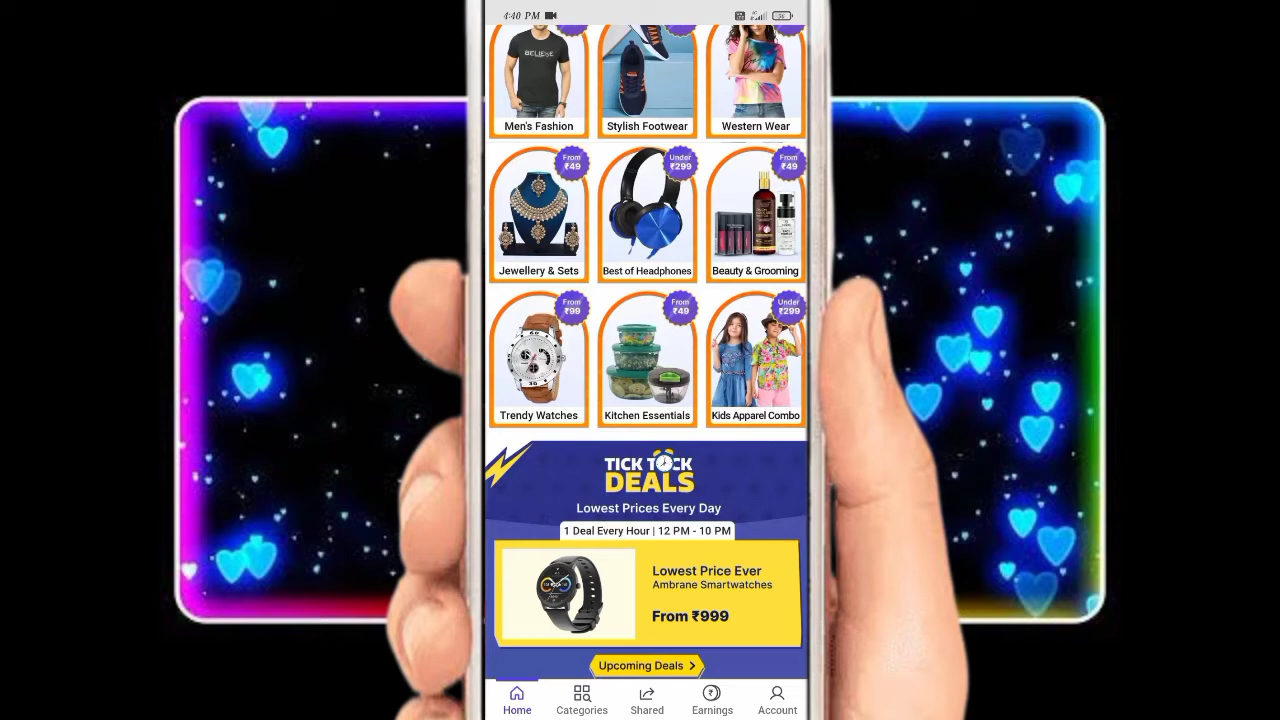 4:40 PM
BELIEVE
Men's Fashion
Stylish Footwear
Western Wear
From
₹49
Under
₹299
From
₹49
Jewellery & Sets
Best of Headphones
Beauty & Grooming
From
₹99
From
₹49
Under
₹299
Trendy Watches
Kitchen Essentials
Kids Apparel Combo
TICK TOCK
DEALS
Lowest Prices Every Day
1 Deal Every Hour | 12 PM - 10 PM
Lowest Price Ever
Ambrane Smartwatches
From ₹999
Upcoming Deals
Home
Categories
Shared
Earnings
Account